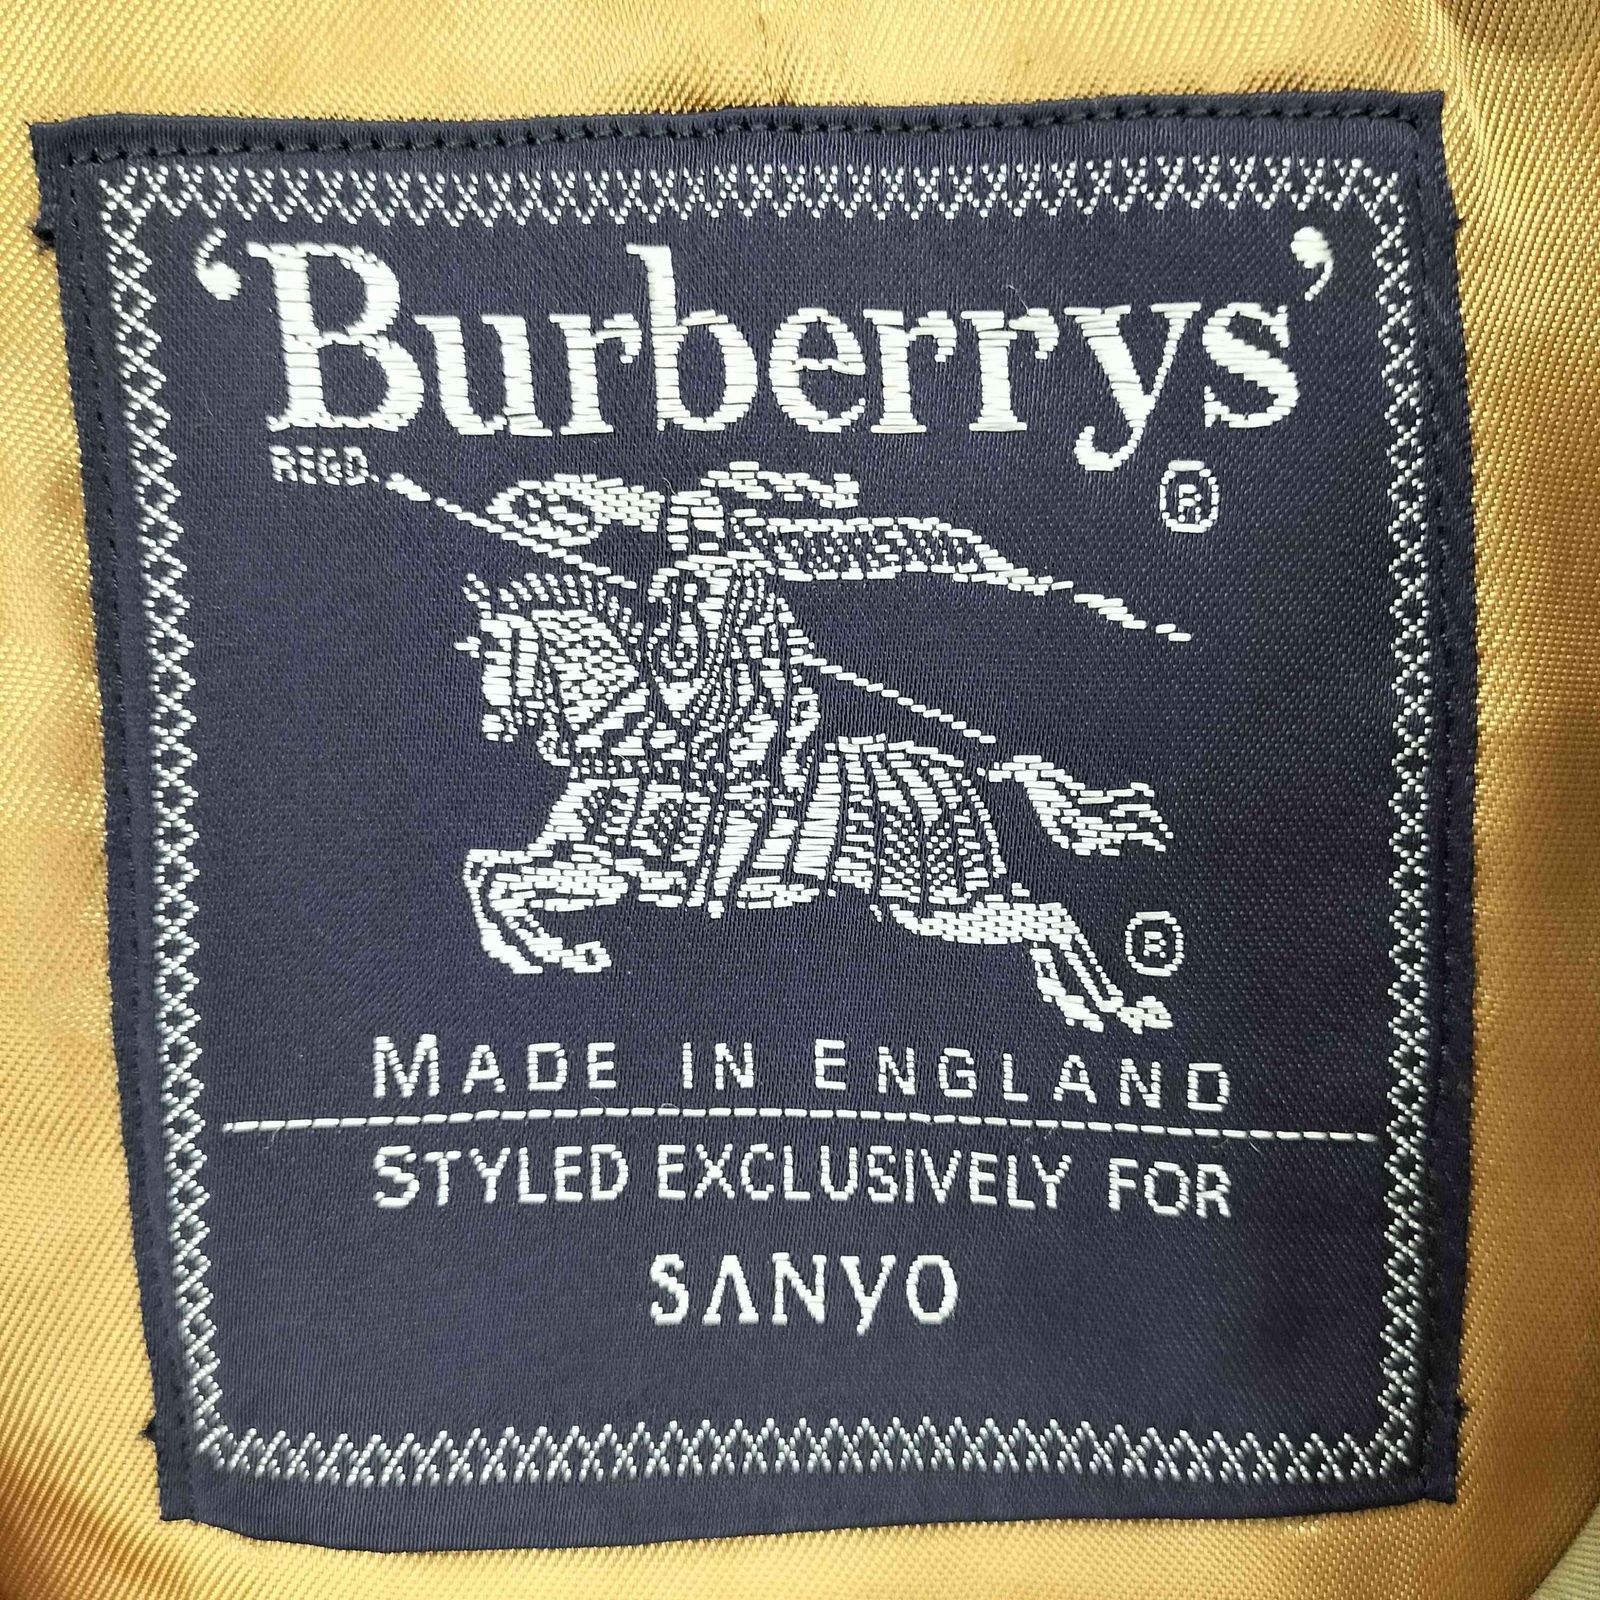 ‘Burberrys’
REGD ®
®
MADE IN ENGLAND
STYLED EXCLUSIVELY FOR
SANYO